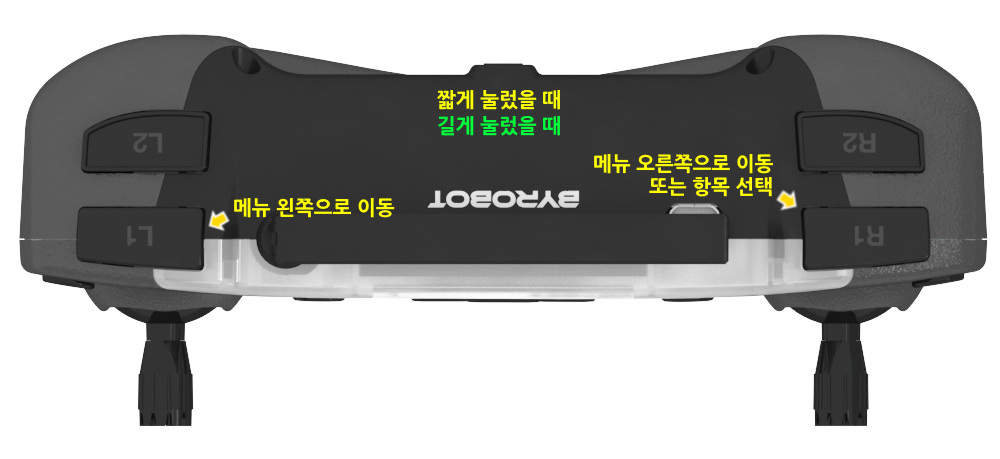 짧게 눌렀을 때
길게 눌렀을 때
L2
R2
메뉴 오른쪽으로 이동
또는 항목 선택
메뉴 왼쪽으로 이동
BYROBOT
L1
R1